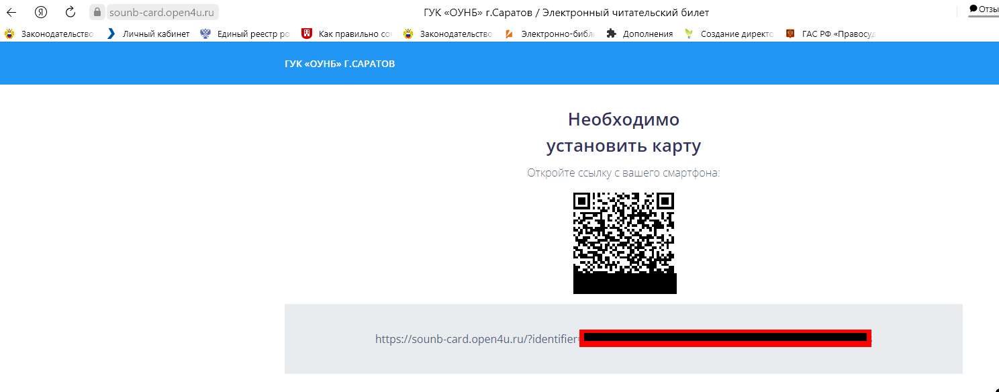 sounb-card.open4u.ru
ГУК «ОУНБ» г.Саратов / Электронный читательский билет
Отзы
Законодательство
Личный кабинет
Единый реестр ро
Как правильно со
Законодательство
Электронно-библ
Дополнения
Создание директо
ГАС РФ «Правосуд
ГУК «ОУНБ» Г.САРАТОВ
Необходимо
установить карту
Откройте ссылку с вашего смартфона:
https://sounb-card.open4u.ru/?identifier=